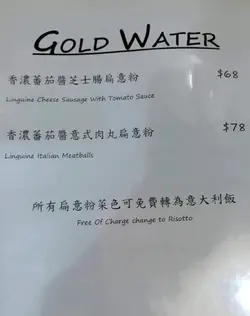 GOLD WATER
香濃蕃茄醬芝士腸扁意粉 $68
Linguine Cheese Sausage With Tomato Sauce
香濃蕃茄醬意式肉丸扁意粉 $78
Linguine Italian Meatballs
所有扁意粉菜色可免費轉為意大利飯
Free Of Charge change to Risotto